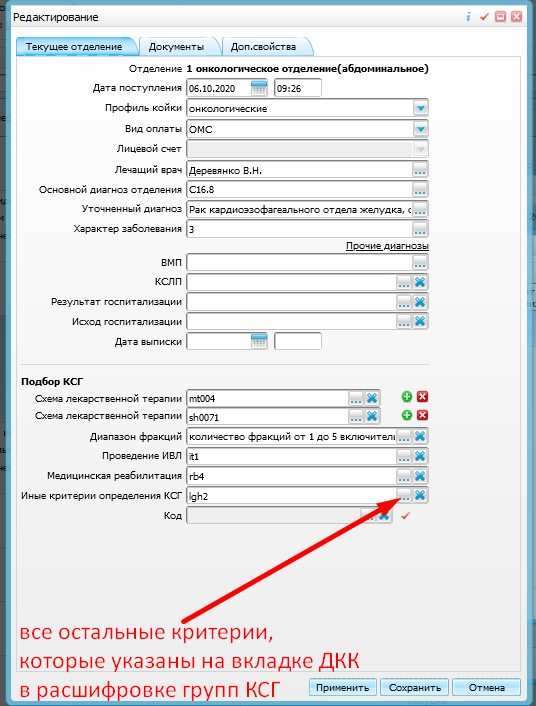 Редактирование
Текущее отделение Документы Доп.свойства
Отделение 1 онкологическое отделение(абдоминальное)
Дата поступления 06.10.2020 09:26
Профиль койки онкологические
Вид оплаты ОМС
Лицевой счет
Лечащий врач Деревянко В.Н.
Основной диагноз отделения C16.8
Уточненный диагноз Рак кардиоэзофагеального отдела желудка, с
Характер заболевания 3
Прочие диагнозы
ВМП
КСЛП
Результат госпитализации
Исход госпитализации
Дата выписки
Подбор КСГ
Схема лекарственной терапии mt004
Схема лекарственной терапии sh0071
Диапазон фракций количество фракций от 1 до 5 включитель
Проведение ИВЛ it1
Медицинская реабилитация rb4
Иные критерии определения КСГ lgh2
Код
все остальные критерии,
которые указаны на вкладке ДКК
в расшифровке групп КСГ
Применить Сохранить Отмена